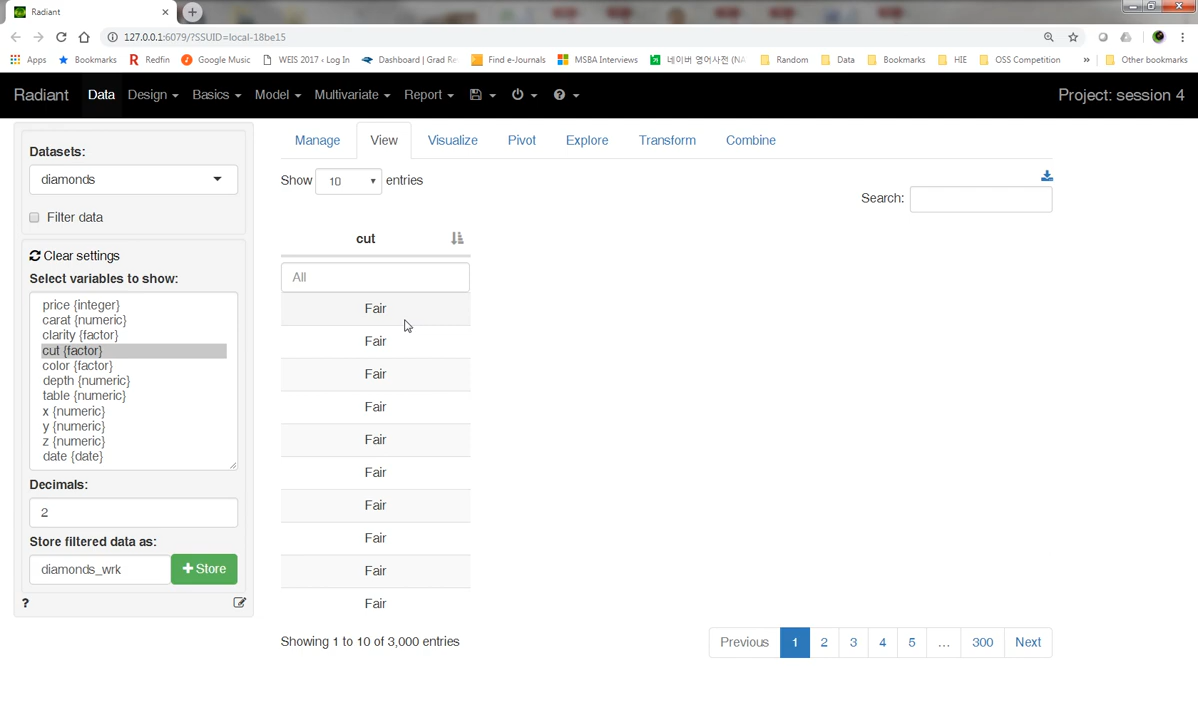 Radiant
127.0.0.1:6079/?SSUID=local-18be15
Apps Bookmarks Redfin Google Music WEIS 2017 ‹ Log In Dashboard | Grad Re Find e-Journals MSBA Interviews 네이버 영어사전 (NA Random Data Bookmarks HIE OSS Competition » Other bookmarks
Radiant Data Design Basics Model Multivariate Report Project: session 4
Datasets:
diamonds
Filter data
Clear settings
Select variables to show:
price {integer}
carat {numeric}
clarity {factor}
cut {factor}
color {factor}
depth {numeric}
table {numeric}
x {numeric}
y {numeric}
z {numeric}
date {date}
Decimals:
2
Store filtered data as:
diamonds_wrk + Store
?
Manage View Visualize Pivot Explore Transform Combine
Show 10 entries
Search:
cut
All
Fair
Fair
Fair
Fair
Fair
Fair
Fair
Fair
Fair
Fair
Showing 1 to 10 of 3,000 entries
Previous 1 2 3 4 5 … 300 Next